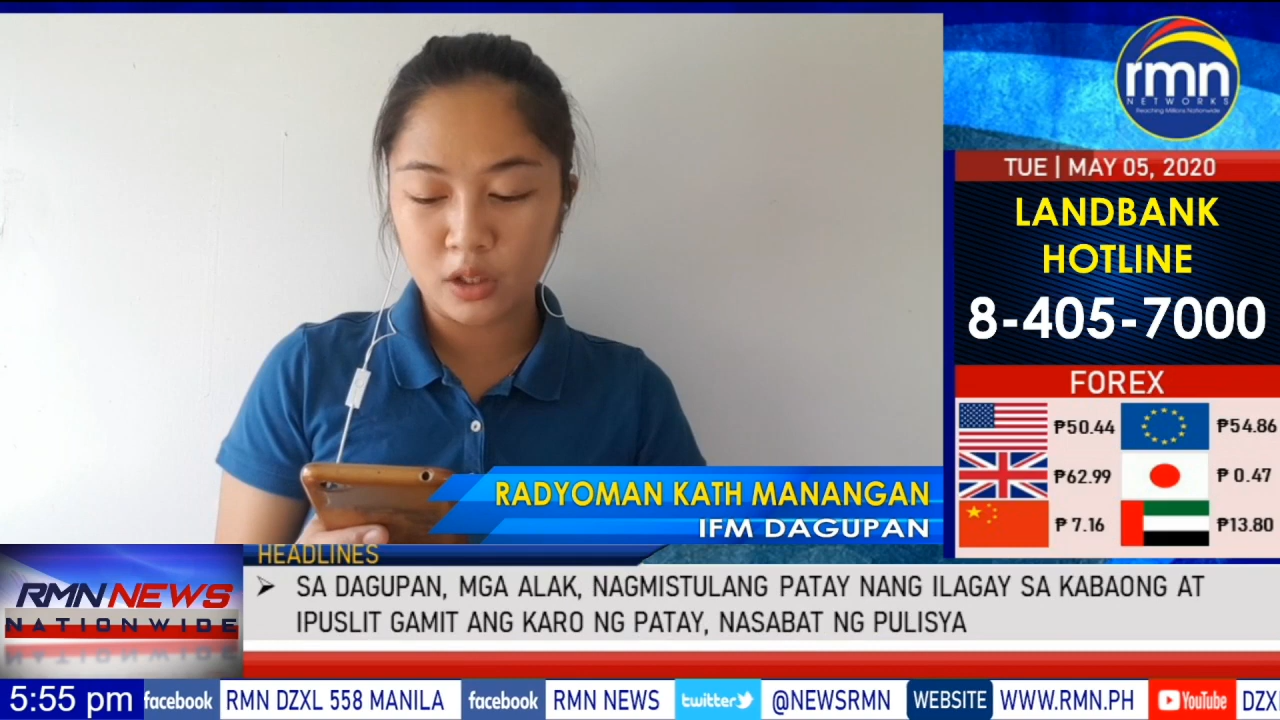 rmn
NETWORKS
Reaching Millions Nationwide
TUE | MAY 05, 2020
LANDBANK
HOTLINE
8-405-7000
FOREX
₱50.44
₱54.86
₱62.99
₱ 0.47
₱ 7.16
₱13.80
RADYOMAN KATH MANANGAN
IFM DAGUPAN
HEADLINES
➢ SA DAGUPAN, MGA ALAK, NAGMISTULANG PATAY NANG ILAGAY SA KABAONG AT
IPUSLIT GAMIT ANG KARO NG PATAY, NASABAT NG PULISYA
RMN NEWS
NATIONWIDE
5:55 pm facebook RMN DZXL 558 MANILA facebook RMN NEWS twitter @NEWSRMN WEBSITE WWW.RMN.PH YouTube DZX